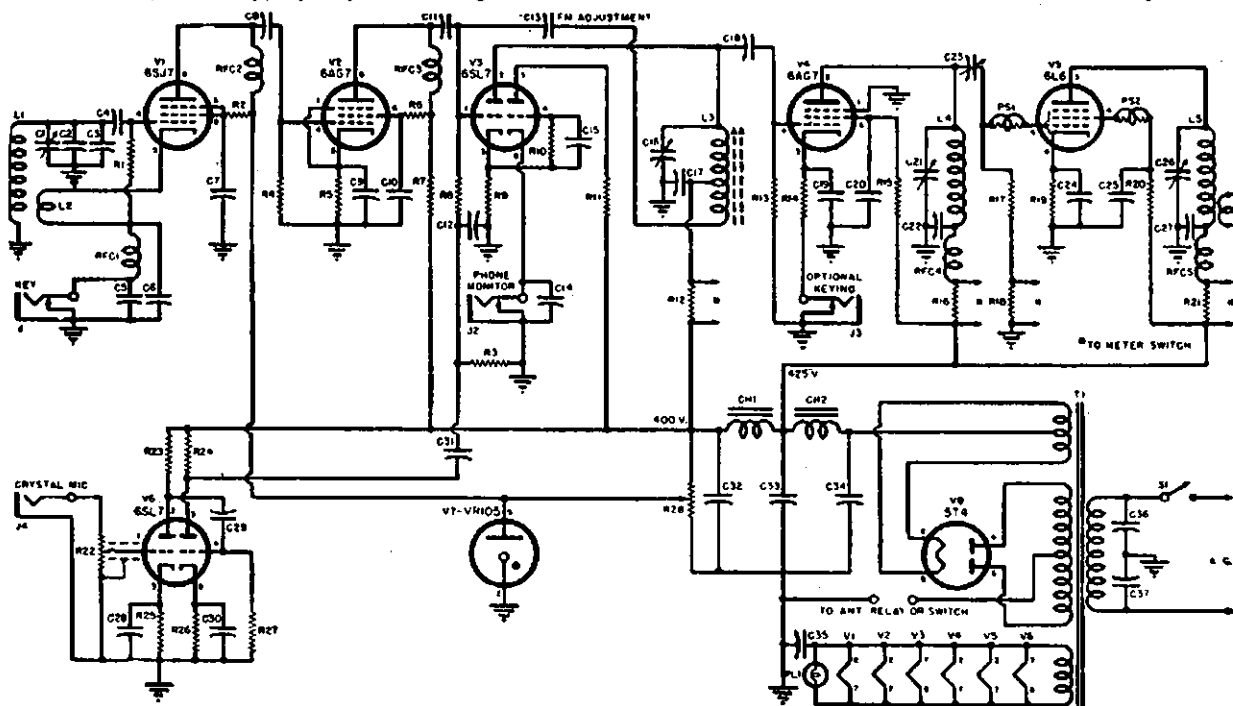 C8
C11
C13 FM ADJUSTMENT
V1
6SJ7
RFC2
V2
6AG7
RFC3
V3
6SL7
C18
V4
6AG7
C23
V5
6L6
L1
C1
C2
C3
C4
R1
R2
R6
C15
R10
L3
C16
C17
PS1
PS2
L4
L5
L2
C7
R4
R5
C9
C10
R7
R8
R9
C12
R11
R13
R14
C19
C20
R15
C21
C22
R17
R19
C24
C25
R20
C26
C27
RFC1
KEY
C5
C6
PHONE
MONITOR
C14
J2
R3
R12
OPTIONAL
KEYING
J3
RFC4
R16
R18
RFC5
R21
* TO METER SWITCH
425 V
400 V
CH1
CH2
T1
R23
R24
C31
CRYSTAL MIC
J4
V6
6SL7
C29
R22
V7-VR105
R28
C32
C33
C34
V8
5T4
S1
C36
C37
C28
R25
R26
C30
R27
TO ANT. RELAY OR SWITCH
C35
V1
V2
V3
V4
V5
V6
PL1